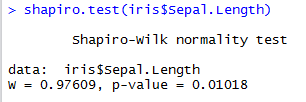 > shapiro.test(iris$Sepal.Length)
Shapiro-Wilk normality test
data:  iris$Sepal.Length
W = 0.97609, p-value = 0.01018